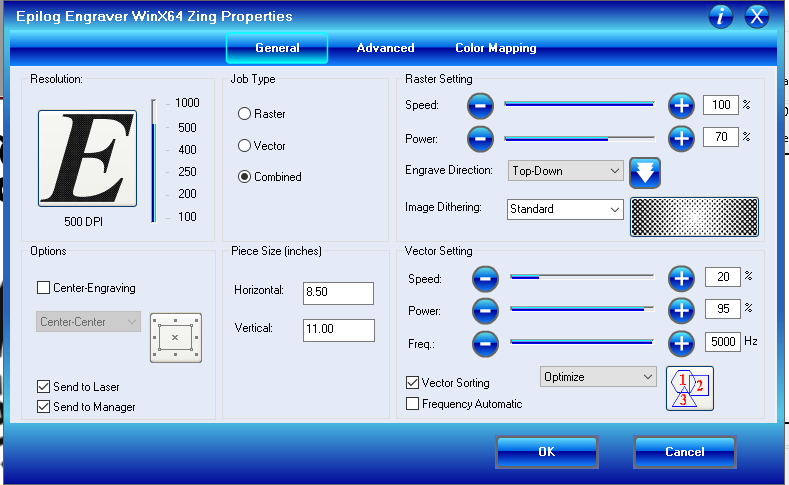 Epilog Engraver WinX64 Zing Properties
General
Advanced
Color Mapping
Resolution:
E
1000
500
400
250
200
100
500 DPI
Job Type
Raster
Vector
Combined
Raster Setting
Speed:
100 %
Power:
70 %
Engrave Direction:
Top-Down
Image Dithering:
Standard
Options
Center-Engraving
Center-Center
Send to Laser
Send to Manager
Piece Size (inches)
Horizontal:
8.50
Vertical:
11.00
Vector Setting
Speed:
20 %
Power:
95 %
Freq.:
5000 Hz
Vector Sorting
Optimize
1
2
3
Frequency Automatic
OK
Cancel